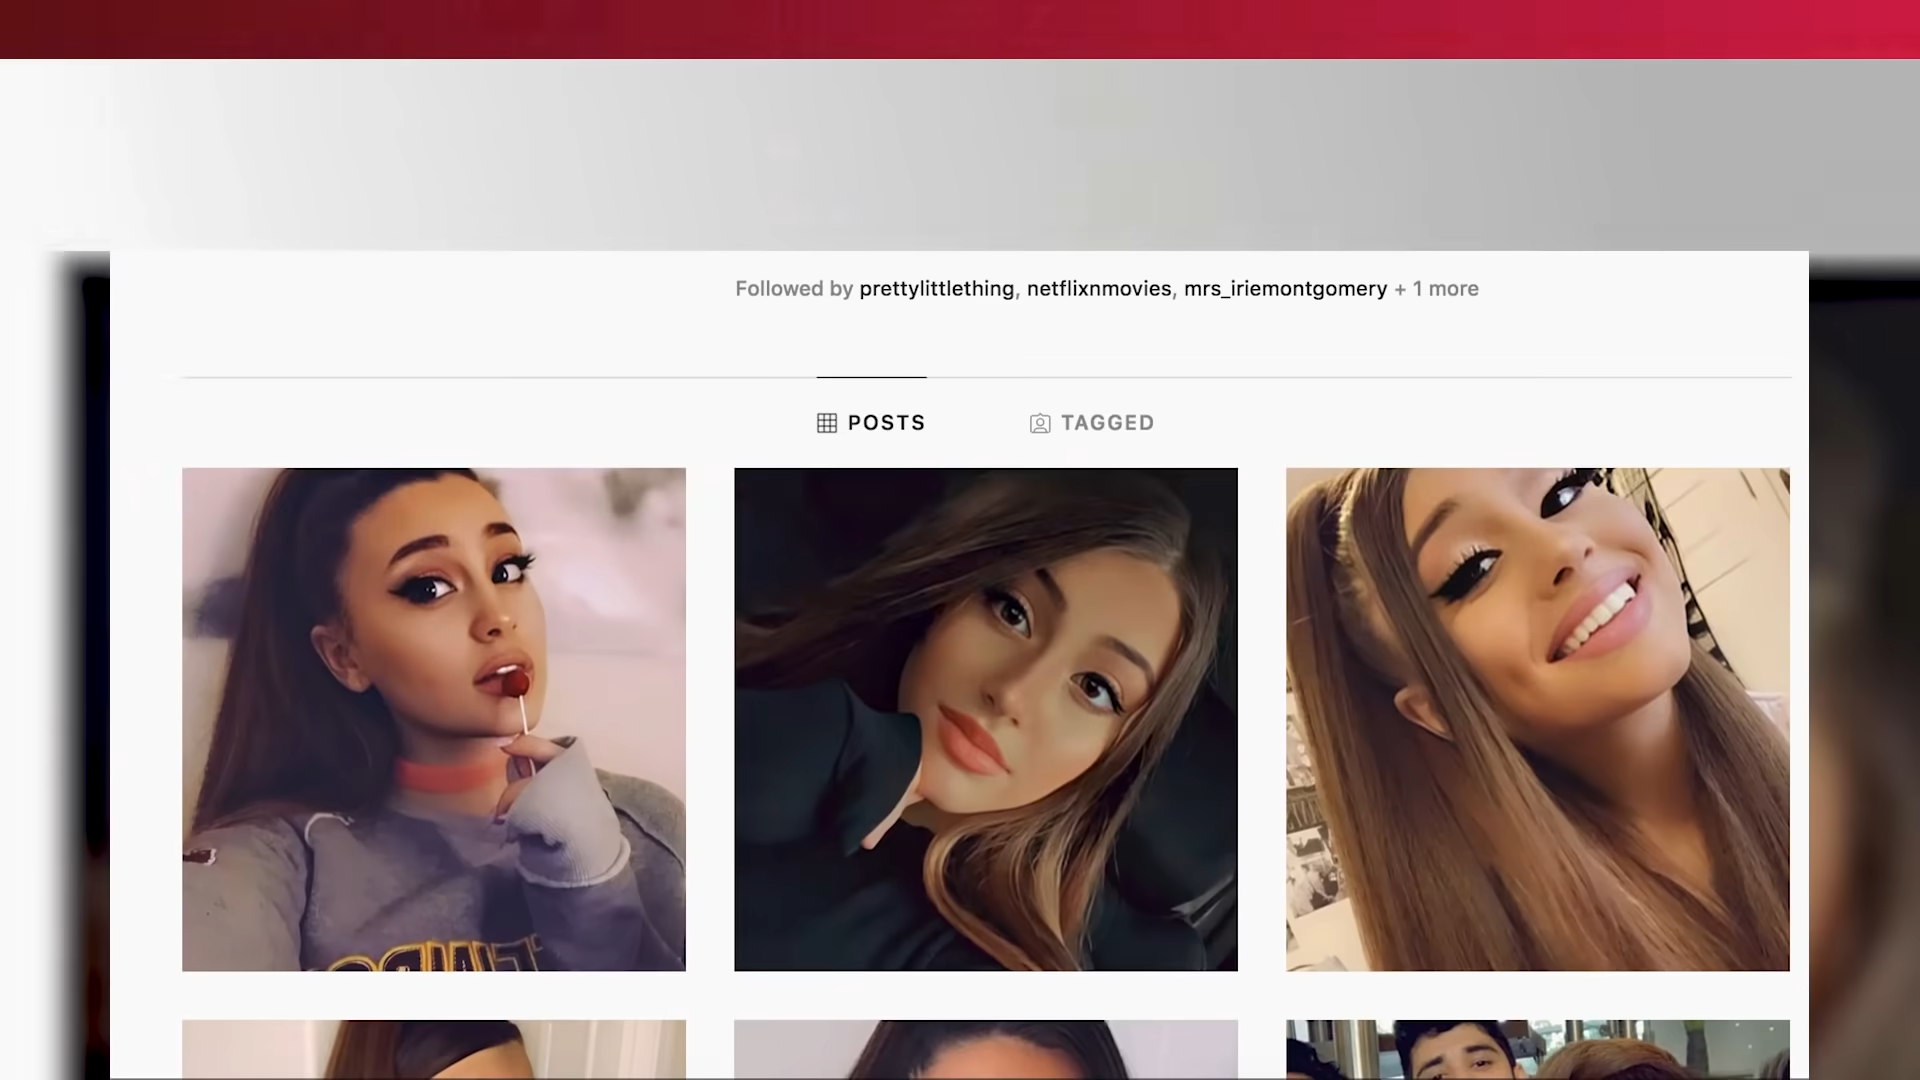 Followed by prettylittlething, netflixnmovies, mrs_iriemontgomery + 1 more
POSTS
TAGGED